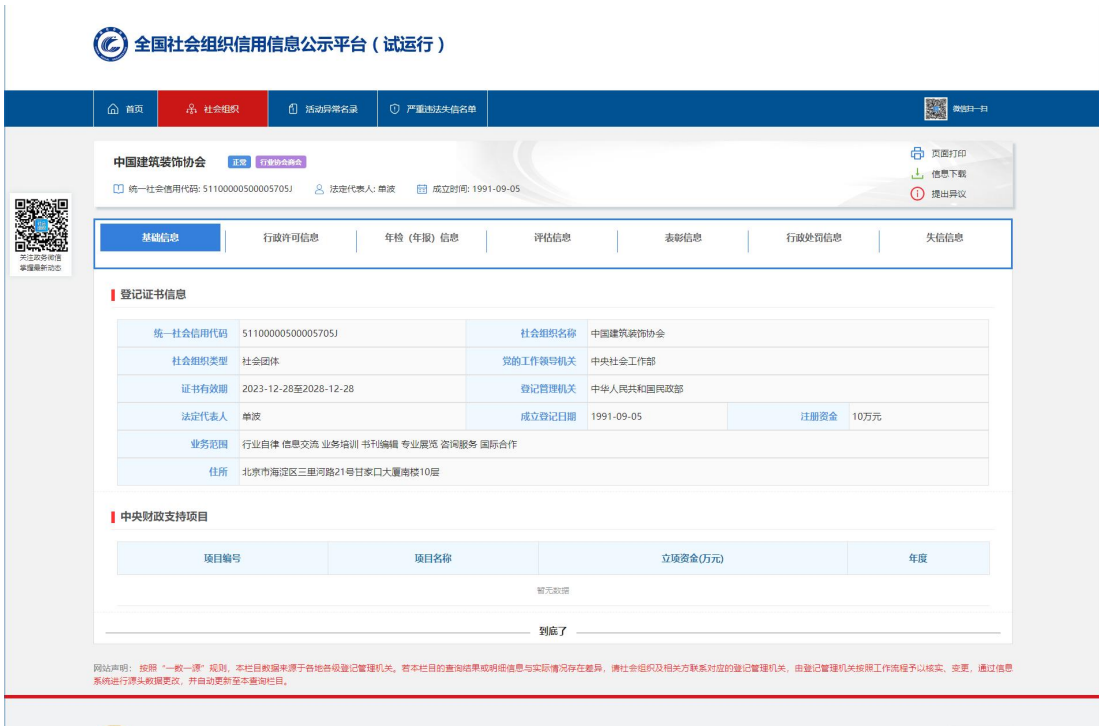 全国社会组织信用信息公示平台（试运行）
首页 社会组织 活动异常名录 严重违法失信名单 微信扫一扫
中国建筑装饰协会 正常 行业协会商会
统一社会信用代码: 51100000500005705J 法定代表人: 单波 成立时间: 1991-09-05
页面打印
信息下载
提出异议
关注政务微信
掌握最新动态
基础信息 行政许可信息 年检（年报）信息 评估信息 表彰信息 行政处罚信息 失信信息
登记证书信息
统一社会信用代码 51100000500005705J 社会组织名称 中国建筑装饰协会
社会组织类型 社会团体 党的工作领导机关 中央社会工作部
证书有效期 2023-12-28至2028-12-28 登记管理机关 中华人民共和国民政部
法定代表人 单波 成立登记日期 1991-09-05 注册资金 10万元
业务范围 行业自律 信息交流 业务培训 书刊编辑 专业展览 咨询服务 国际合作
住所 北京市海淀区三里河路21号甘家口大厦南楼10层
中央财政支持项目
项目编号 项目名称 立项资金(万元) 年度
暂无数据
到底了
网站声明： 按照“一数一源”规则，本栏目数据来源于各地各级登记管理机关。若本栏目的查询结果或明细信息与实际情况存在差异，请社会组织及相关方联系对应的登记管理机关，由登记管理机关按照工作流程予以核实、变更，通过信息
系统进行源头数据更改，并自动更新至本查询栏目。